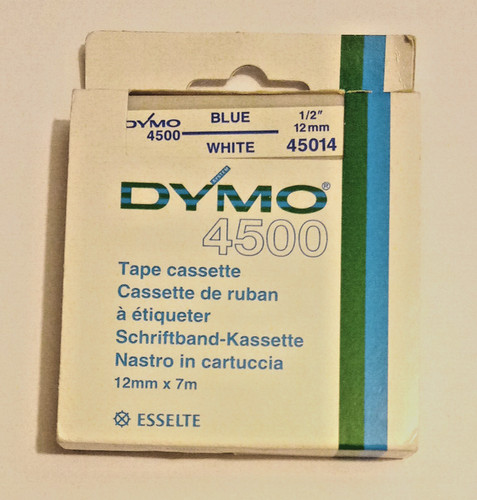 DYMO 4500
BLUE
WHITE
1/2"
12mm
45014
SYSTEM
DYMO®
4500
Tape cassette
Cassette de ruban
à étiqueter
Schriftband-Kassette
Nastro in cartuccia
12mm x 7m
ESSELTE